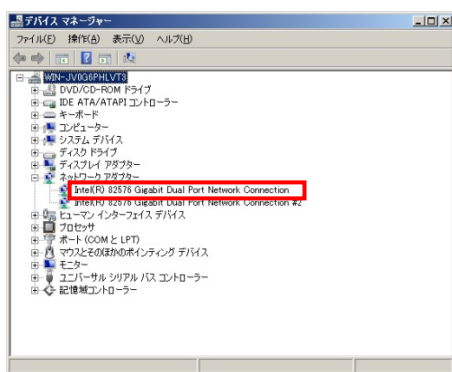 デバイス マネージャー
ファイル(F) 操作(A) 表示(V) ヘルプ(H)
WIN-JV0G6PHLVT3
DVD/CD-ROM ドライブ
IDE ATA/ATAPI コントローラー
キーボード
コンピューター
システム デバイス
ディスク ドライブ
ディスプレイ アダプター
ネットワーク アダプター
Intel(R) 82576 Gigabit Dual Port Network Connection
Intel(R) 82576 Gigabit Dual Port Network Connection #2
ヒューマン インターフェイス デバイス
プロセッサ
ポート (COM と LPT)
マウスとそのほかのポインティング デバイス
モニター
ユニバーサル シリアル バス コントローラー
記憶域コントローラー